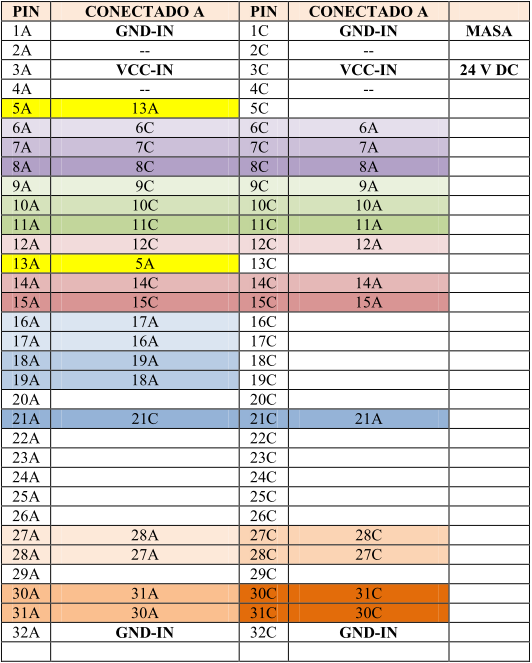 PIN CONECTADO A PIN CONECTADO A
1A GND-IN 1C GND-IN MASA
2A -- 2C --
3A VCC-IN 3C VCC-IN 24 V DC
4A -- 4C --
5A 13A 5C
6A 6C 6C 6A
7A 7C 7C 7A
8A 8C 8C 8A
9A 9C 9C 9A
10A 10C 10C 10A
11A 11C 11C 11A
12A 12C 12C 12A
13A 5A 13C
14A 14C 14C 14A
15A 15C 15C 15A
16A 17A 16C
17A 16A 17C
18A 19A 18C
19A 18A 19C
20A 20C
21A 21C 21C 21A
22A 22C
23A 23C
24A 24C
25A 25C
26A 26C
27A 28A 27C 28C
28A 27A 28C 27C
29A 29C
30A 31A 30C 31C
31A 30A 31C 30C
32A GND-IN 32C GND-IN